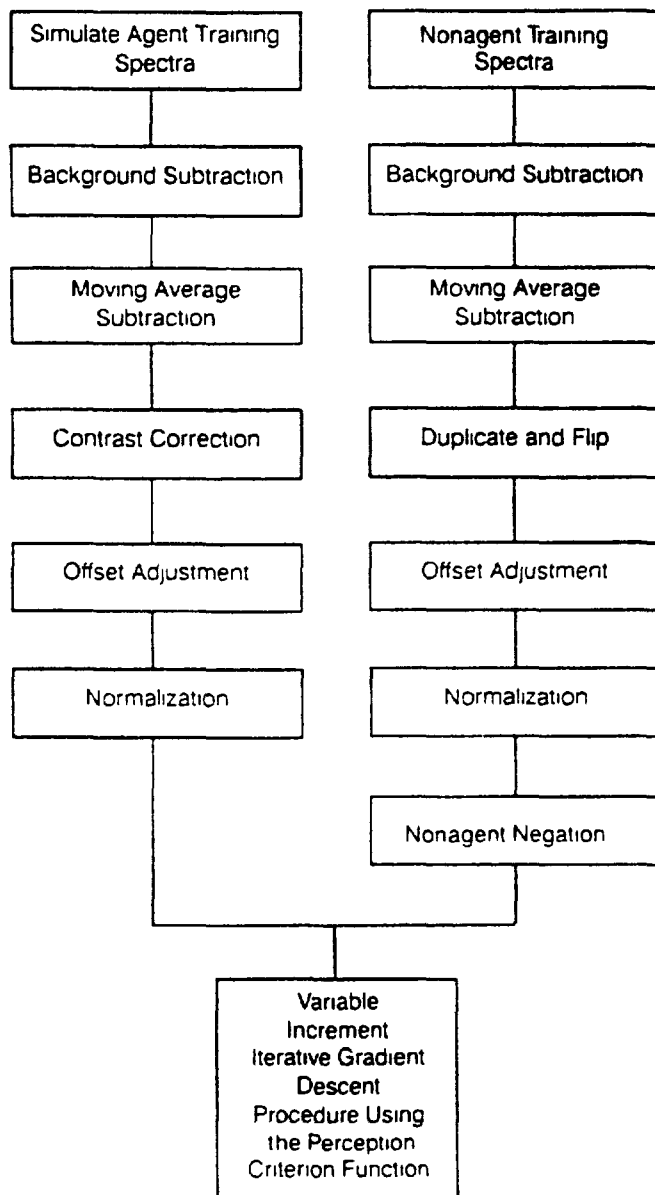 Simulate Agent Training
Spectra
Background Subtraction
Moving Average
Subtraction
Contrast Correction
Offset Adjustment
Normalization
Nonagent Training
Spectra
Background Subtraction
Moving Average
Subtraction
Duplicate and Flip
Offset Adjustment
Normalization
Nonagent Negation
Variable
Increment
Iterative Gradient
Descent
Procedure Using
the Perception
Criterion Function